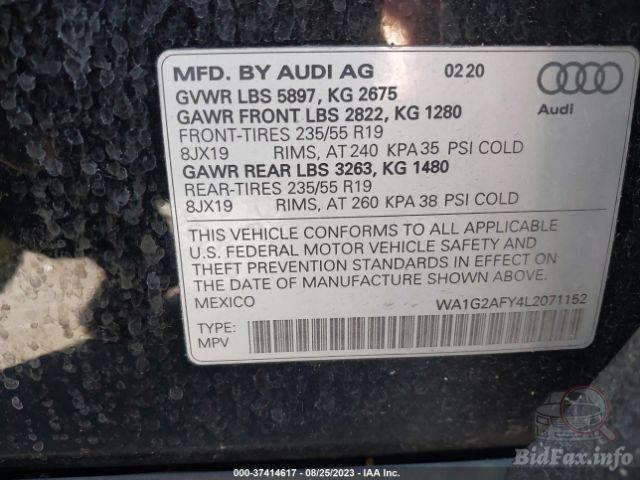 MFD. BY AUDI AG 0220
GVWR LBS 5897, KG 2675
GAWR FRONT LBS 2822, KG 1280
FRONT-TIRES 235/55 R19
8JX19 RIMS, AT 240 KPA 35 PSI COLD
GAWR REAR LBS 3263, KG 1480
REAR-TIRES 235/55 R19
8JX19 RIMS, AT 260 KPA 38 PSI COLD
Audi
THIS VEHICLE CONFORMS TO ALL APPLICABLE
U.S. FEDERAL MOTOR VEHICLE SAFETY AND
THEFT PREVENTION STANDARDS IN EFFECT ON
THE DATE OF MANUFACTURE SHOWN ABOVE.
MEXICO WA1G2AFY4L2071152
TYPE:
MPV
BidFax.info
000-37414617 - 08/25/2023 - IAA Inc.